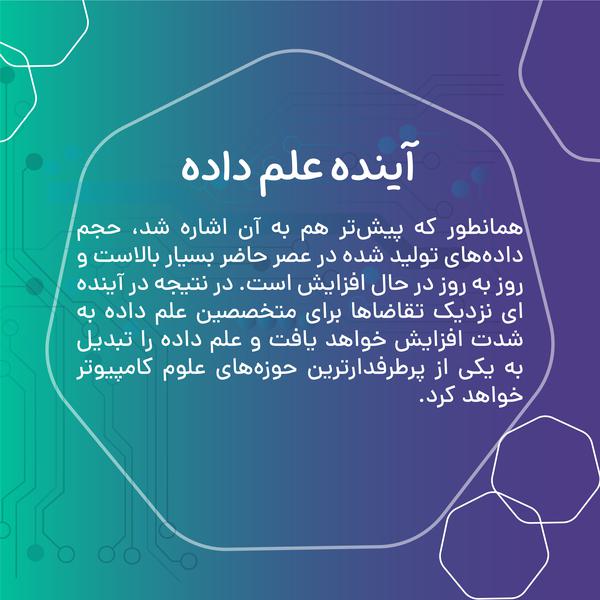 آینده علم داده
همانطور که پیش‌تر هم به آن اشاره شد، حجم
داده‌های تولید شده در عصر حاضر بسیار بالاست و
روز به روز در حال افزایش است. در نتیجه در آینده
ای نزدیک تقاضاها برای متخصصین علم داده به
شدت افزایش خواهد یافت و علم داده را تبدیل
به یکی از پرطرفدارترین حوزه‌های علوم کامپیوتر
خواهد کرد.